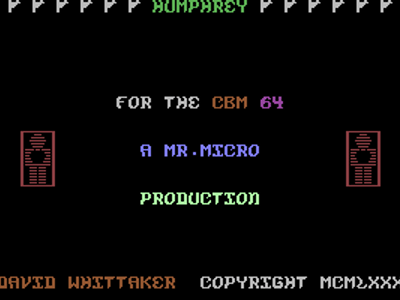 HUMPHREY
FOR THE CBM 64
A MR.MICRO
PRODUCTION
DAVID WHITTAKER COPYRIGHT MCMLXXX